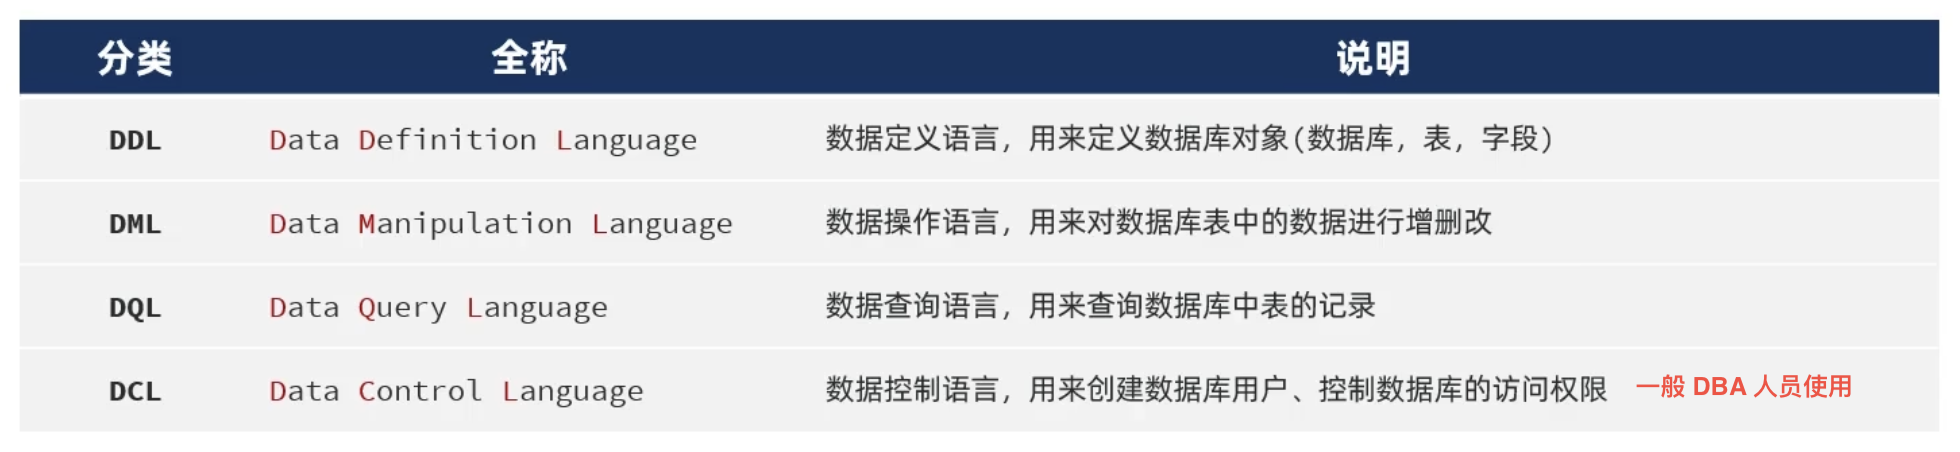 分类 全称 说明
DDL Data Definition Language 数据定义语言，用来定义数据库对象(数据库，表，字段)
DML Data Manipulation Language 数据操作语言，用来对数据库表中的数据进行增删改
DQL Data Query Language 数据查询语言，用来查询数据库中表的记录
DCL Data Control Language 数据控制语言，用来创建数据库用户、控制数据库的访问权限 一般 DBA 人员使用